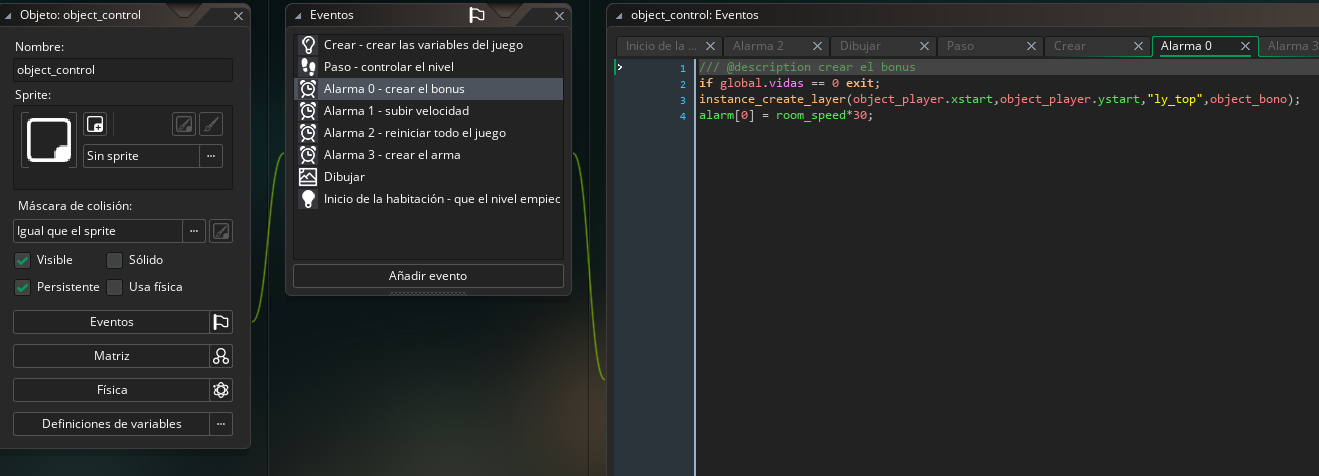 Objeto: object_control
Nombre:
object_control
Sprite:
Sin sprite
...
Máscara de colisión:
Igual que el sprite
...
Visible
Sólido
Persistente
Usa física
Eventos
Matriz
Física
Definiciones de variables
...
Eventos
Crear - crear las variables del juego
Paso - controlar el nivel
Alarma 0 - crear el bonus
Alarma 1 - subir velocidad
Alarma 2 - reiniciar todo el juego
Alarma 3 - crear el arma
Dibujar
Inicio de la habitación - que el nivel empiec
Añadir evento
object_control: Eventos
Inicio de la ...
Alarma 2
Dibujar
Paso
Crear
Alarma 0
Alarma 3
1 /// @description crear el bonus
2 if global.vidas == 0 exit;
3 instance_create_layer(object_player.xstart,object_player.ystart,"ly_top",object_bono);
4 alarm[0] = room_speed*30;